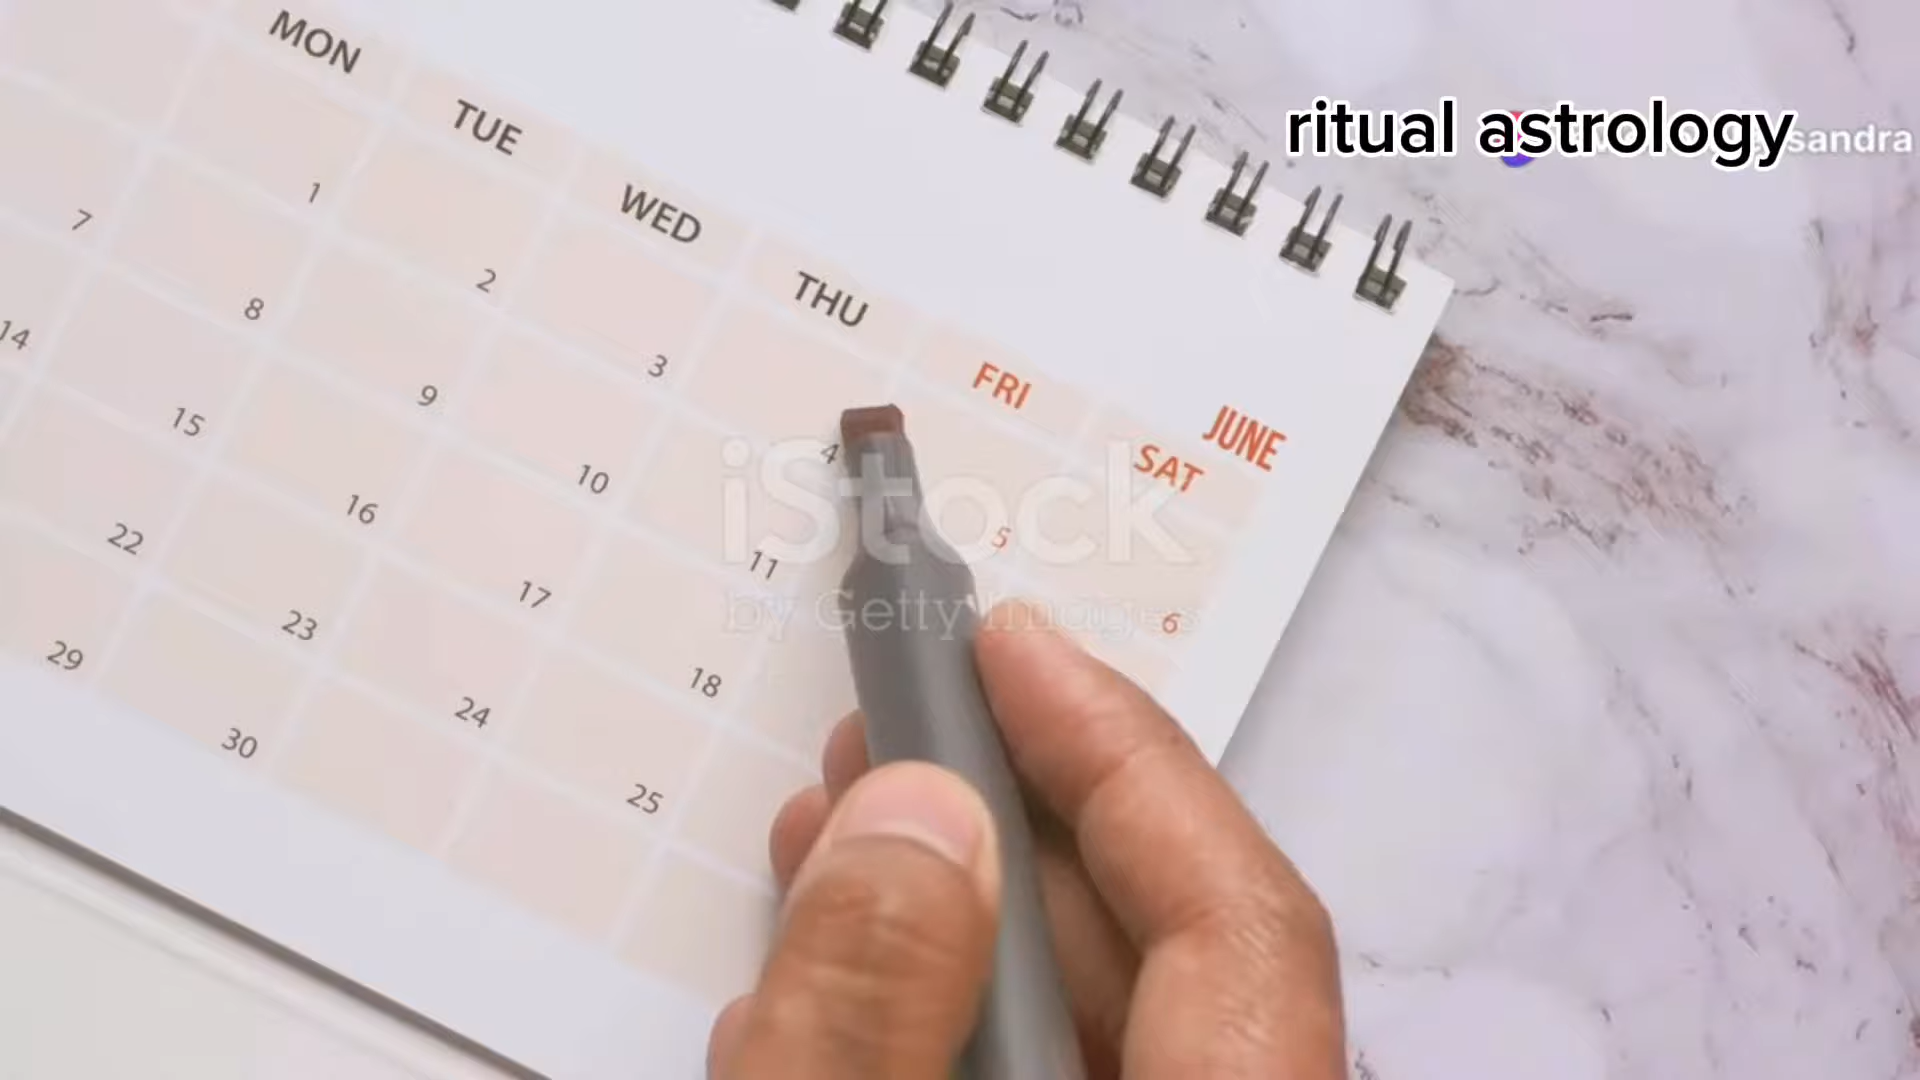 ritual astrology
sandra
JUNE
MON TUE WED THU FRI SAT
1 2 3 4 5 6
7 8 9 10 11
14 15 16 17 18
22 23 24 25
29 30
iStock
by Getty Images